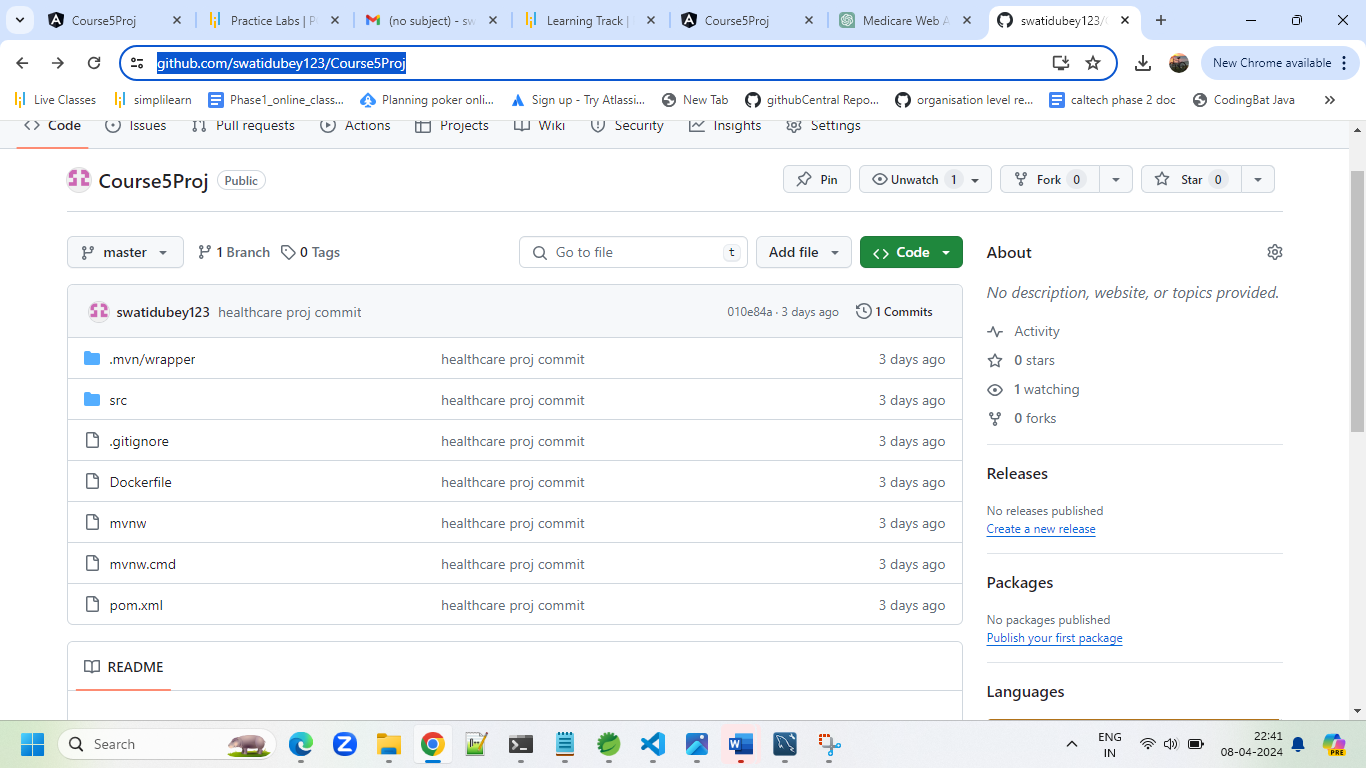 Course5Proj
Practice Labs | P
(no subject) - sw
Learning Track |
Course5Proj
Medicare Web A
swatidubey123/C
github.com/swatidubey123/Course5Proj
New Chrome available
Live Classes
simplilearn
Phase1_online_class...
Planning poker onli...
Sign up - Try Atlassi...
New Tab
githubCentral Repo...
organisation level re...
caltech phase 2 doc
CodingBat Java
Code
Issues
Pull requests
Actions
Projects
Wiki
Security
Insights
Settings
Course5Proj
Public
Pin
Unwatch 1
Fork 0
Star 0
master
1 Branch
0 Tags
Go to file
t
Add file
Code
swatidubey123 healthcare proj commit
010e84a · 3 days ago
1 Commits
.mvn/wrapper healthcare proj commit 3 days ago
src healthcare proj commit 3 days ago
.gitignore healthcare proj commit 3 days ago
Dockerfile healthcare proj commit 3 days ago
mvnw healthcare proj commit 3 days ago
mvnw.cmd healthcare proj commit 3 days ago
pom.xml healthcare proj commit 3 days ago
README
About
No description, website, or topics provided.
Activity
0 stars
1 watching
0 forks
Releases
No releases published
Create a new release
Packages
No packages published
Publish your first package
Languages
Search
ENG
IN
22:41
08-04-2024
PRE